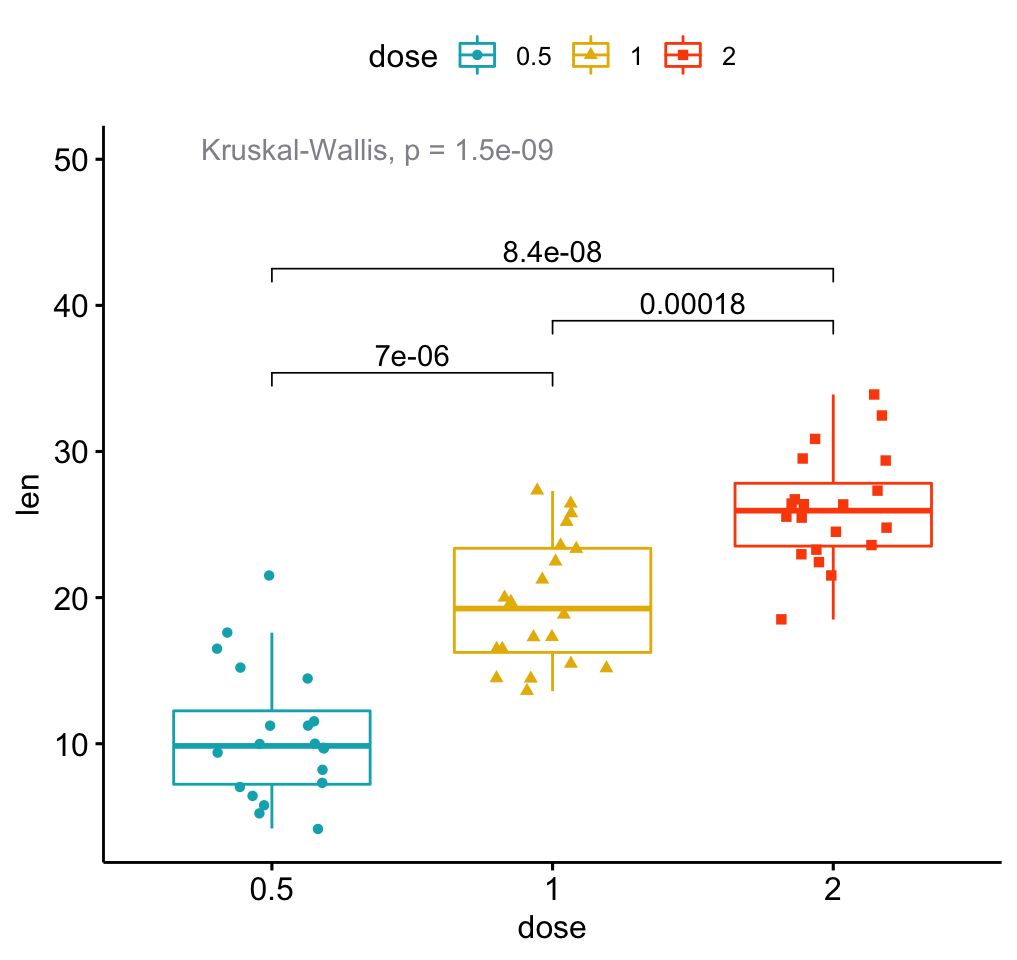 dose 0.5 1 2
50
Kruskal-Wallis, p = 1.5e-09
8.4e-08
40
0.00018
7e-06
30
len
20
10
0.5 1 2
dose